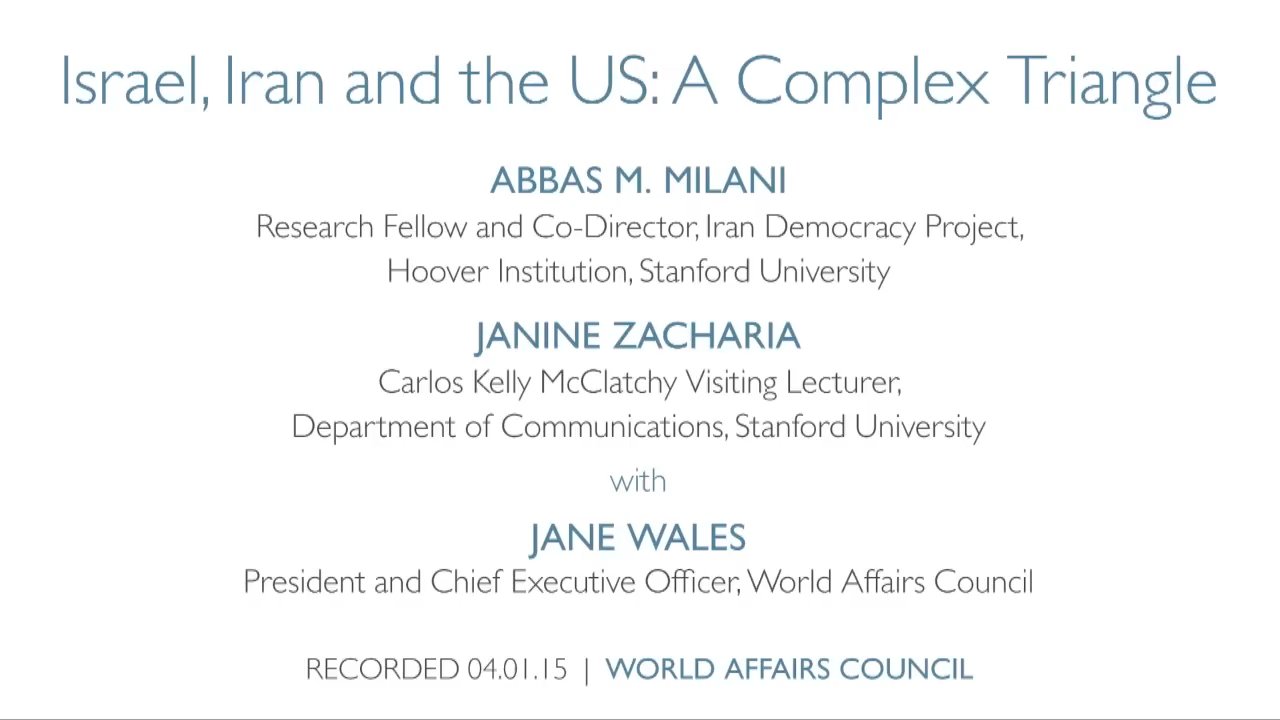 Israel, Iran and the US: A Complex Triangle
ABBAS M. MILANI
Research Fellow and Co-Director, Iran Democracy Project,
Hoover Institution, Stanford University
JANINE ZACHARIA
Carlos Kelly McClatchy Visiting Lecturer,
Department of Communications, Stanford University
with
JANE WALES
President and Chief Executive Officer, World Affairs Council
RECORDED 04.01.15 | WORLD AFFAIRS COUNCIL